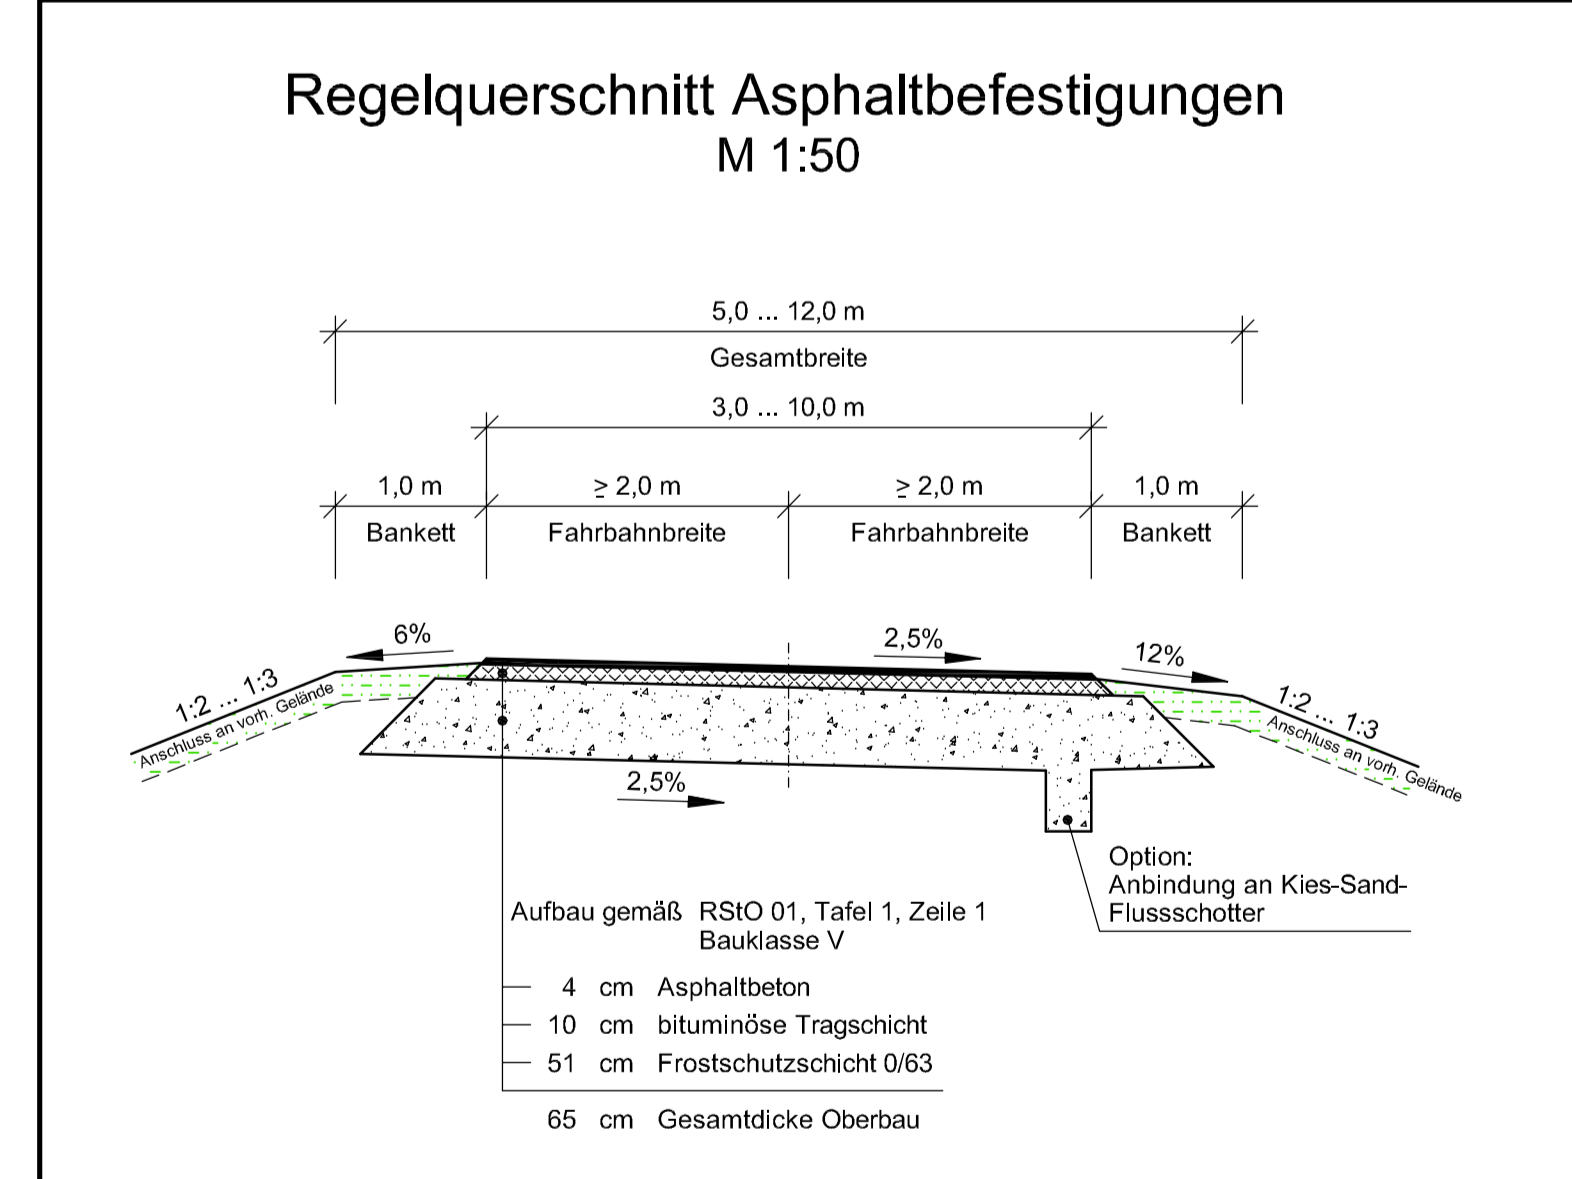 Regelquerschnitt Asphaltbefestigungen
M 1:50
5,0 ... 12,0 m
Gesamtbreite
3,0 ... 10,0 m
1,0 m
≥ 2,0 m
≥ 2,0 m
1,0 m
Bankett
Fahrbahnbreite
Fahrbahnbreite
Bankett
6%
2,5%
12%
1:2 ... 1:3
Anschluss an vorh. Gelände
1:2 ... 1:3
Anschluss an vorh. Gelände
2,5%
Option:
Anbindung an Kies-Sand-
Flussschotter
Aufbau gemäß RStO 01, Tafel 1, Zeile 1
Bauklasse V
4 cm Asphaltbeton
10 cm bituminöse Tragschicht
51 cm Frostschutzschicht 0/63
65 cm Gesamtdicke Oberbau